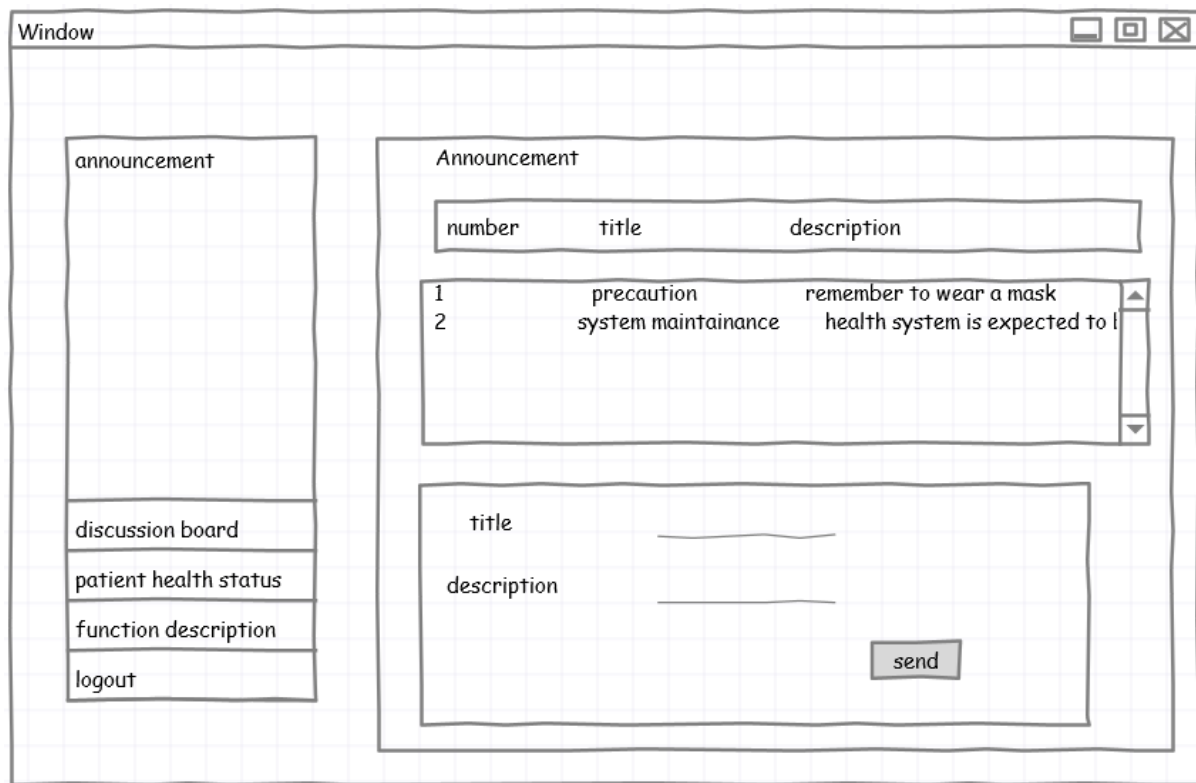 Window
announcement
discussion board
patient health status
function description
logout
Announcement
number title description
1 precaution remember to wear a mask
2 system maintainance health system is expected to
title
description
send